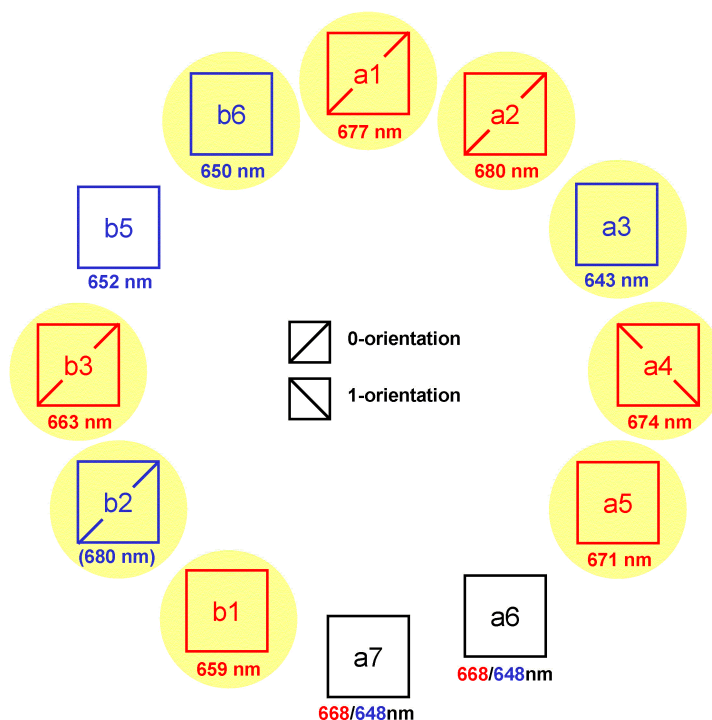 a1
677 nm
a2
680 nm
a3
643 nm
a4
674 nm
a5
671 nm
a6
668/648nm
a7
668/648nm
b1
659 nm
b2
(680 nm)
b3
663 nm
b5
652 nm
b6
650 nm
0-orientation
1-orientation